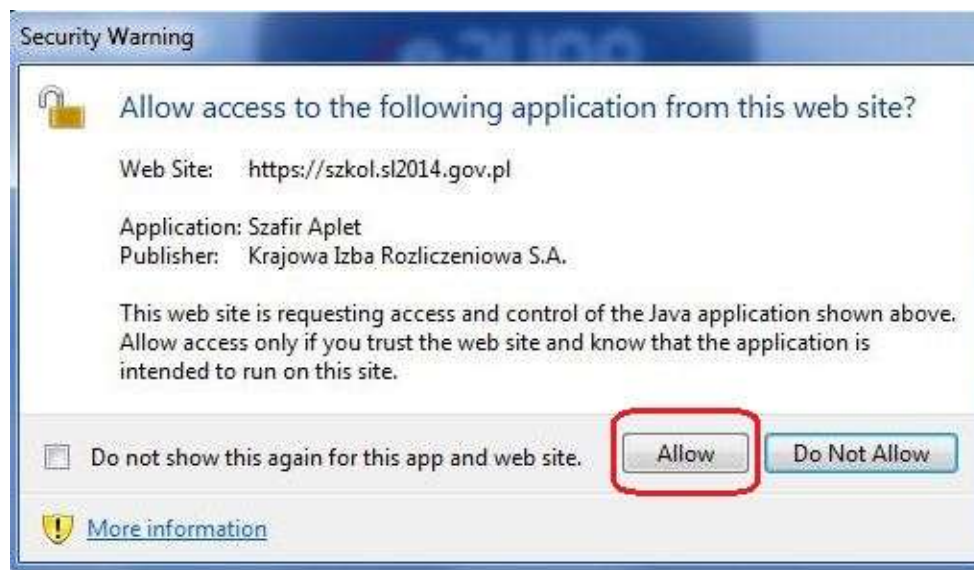 Security Warning
Allow access to the following application from this web site?
Web Site: https://szkol.sl2014.gov.pl
Application: Szafir Aplet
Publisher: Krajowa Izba Rozliczeniowa S.A.
This web site is requesting access and control of the Java application shown above.
Allow access only if you trust the web site and know that the application is
intended to run on this site.
Do not show this again for this app and web site. Allow Do Not Allow
More information